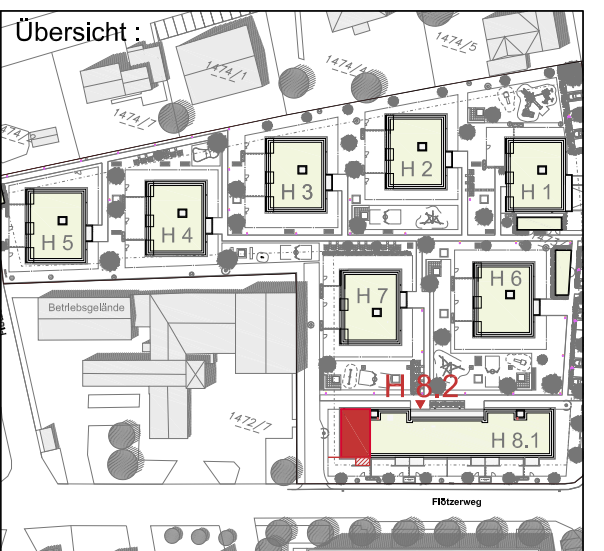 Übersicht :
1474/5
1474/1
1474/4
1474/7
H 2
H 1
H 3
H 4
H 5
H 6
H 7
Betriebsgelände
H 8.2
1472/7
H 8.1
Flötzerweg